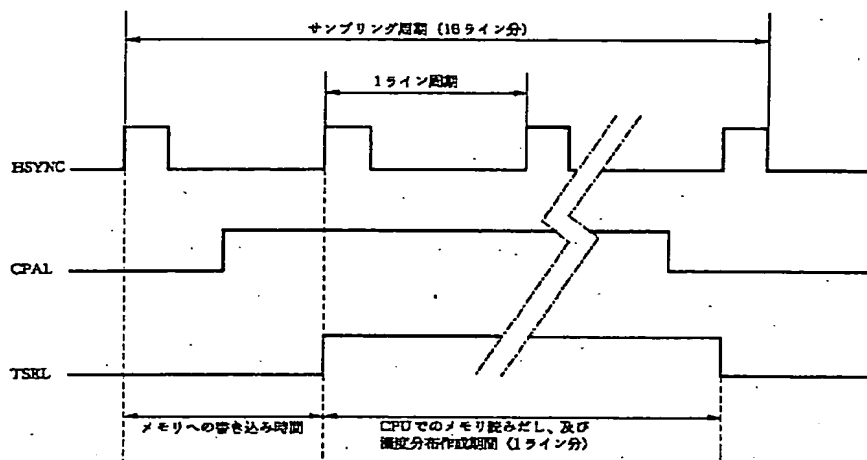 サンプリング周期 (16ライン分)
1ライン周期
HSYNC
CPAL
TSEL
メモリへの書き込み時間
CPUでのメモリ読みだし、及び
濃度分布作成期間 (1ライン分)